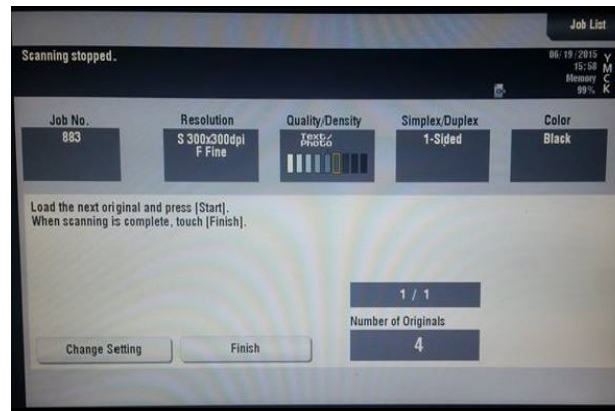 Job List
Scanning stopped.
06/19/2015
15:58
Memory
99%
Y
M
C
K
Job No.
883
Resolution
S 300x300dpi
F Fine
Quality/Density
Text/
Photo
Simplex/Duplex
1-Sided
Color
Black
Load the next original and press [Start].
When scanning is complete, touch [Finish].
1 / 1
Number of Originals
4
Change Setting
Finish